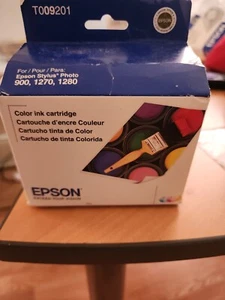 T009201
For / Pour / Para:
Epson Stylus® Photo
900, 1270, 1280
Color ink cartridge
Cartouche d'encre Couleur
Cartucho tinta de Color
Cartucho de tinta Colorida
EPSON